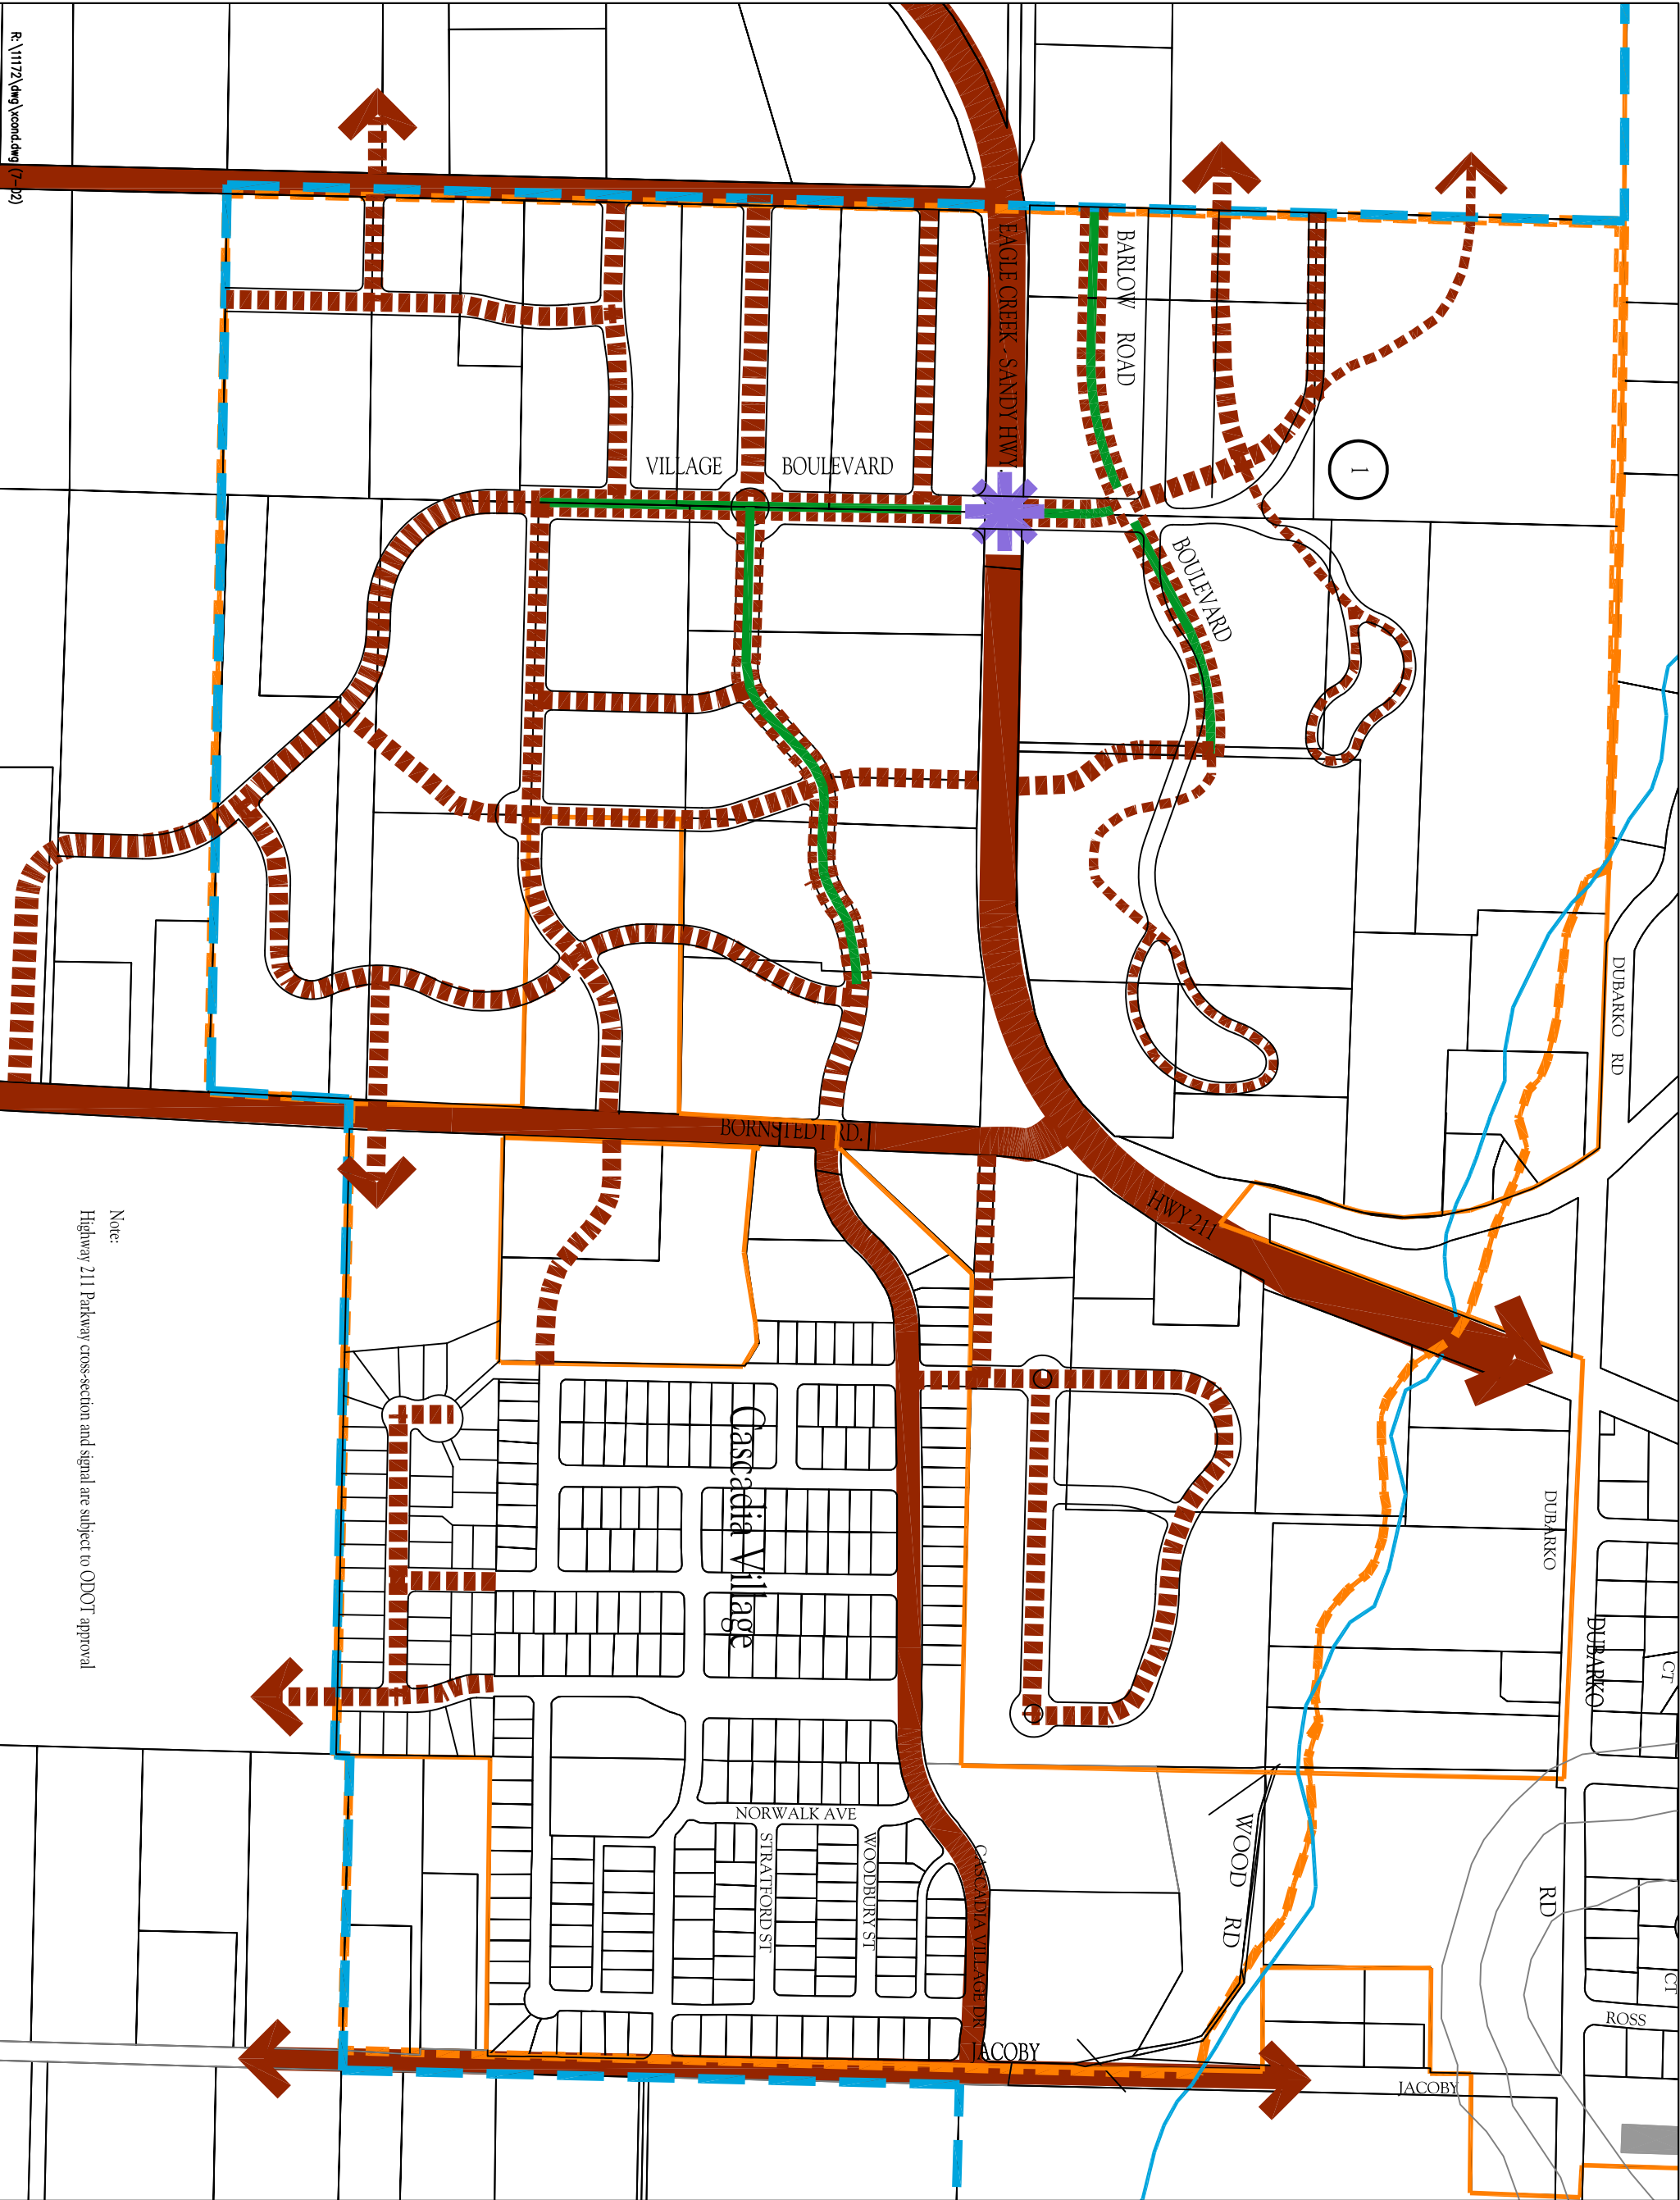 R:\11172\dwg\xcond.dwg (7-02)
EAGLE CREEK - SANDY HWY.
BARLOW ROAD
1
VILLAGE BOULEVARD
BOULEVARD
DUBARKO RD
BORNSTEDT RD.
HWY 211
Note:
Highway 211 Parkway cross-section and signal are subject to ODOT approval
Cascadia Village
DUBARKO
DUBARKO
CT
NORWALK AVE
STRATFORD ST
WOODBURY ST
CASCADIA VILLAGE DR
WOOD RD
RD
CT
ROSS
JACOBY
JACOBY